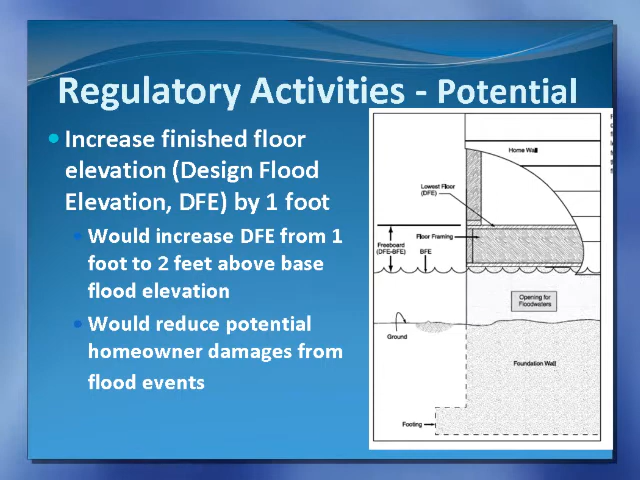 Regulatory Activities - Potential
Increase finished floor
elevation (Design Flood
Elevation, DFE) by 1 foot
Would increase DFE from 1
foot to 2 feet above base
flood elevation
Would reduce potential
homeowner damages from
flood events
Home Wall
Lowest Floor
(DFE)
Floor Framing
Freeboard
(DFE-BFE)
BFE
Opening for
Floodwaters
Ground
Foundation Wall
Footing